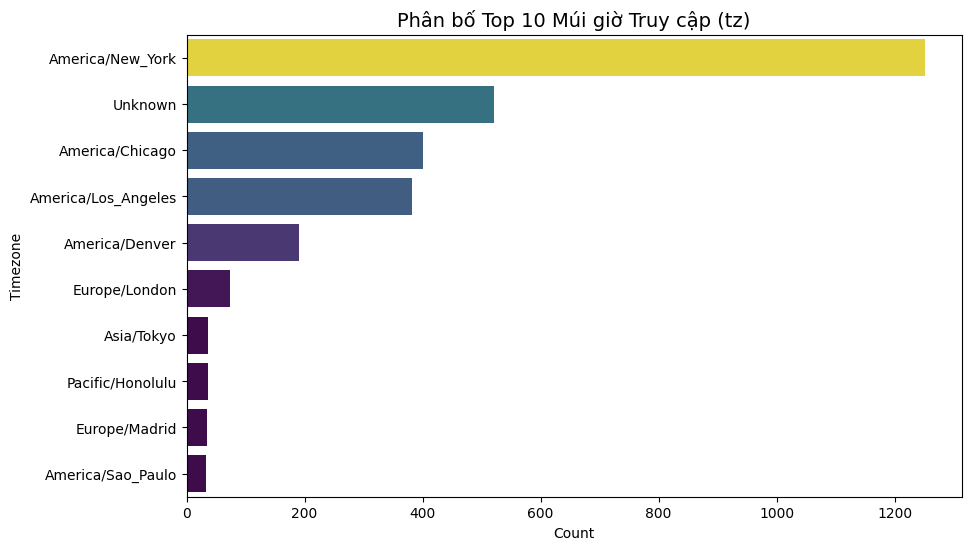 Phân bố Top 10 Múi giờ Truy cập (tz)
America/New_York
Unknown
America/Chicago
America/Los_Angeles
America/Denver
Europe/London
Asia/Tokyo
Pacific/Honolulu
Europe/Madrid
America/Sao_Paulo
Timezone
0 200 400 600 800 1000 1200
Count